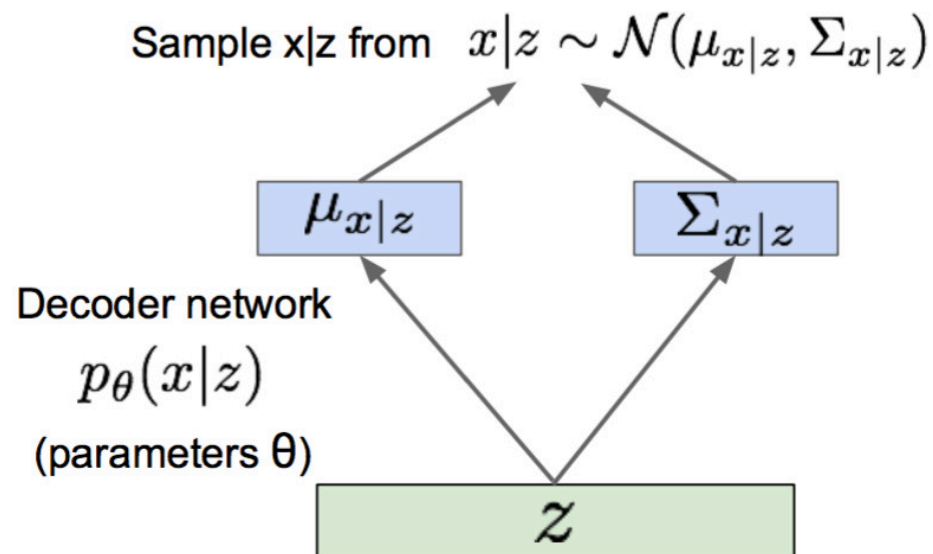 Sample x|z from x|z ∼ 𝒩(μ_{x|z}, Σ_{x|z})
μ_{x|z}
Σ_{x|z}
Decoder network
p_θ(x|z)
(parameters θ)
z